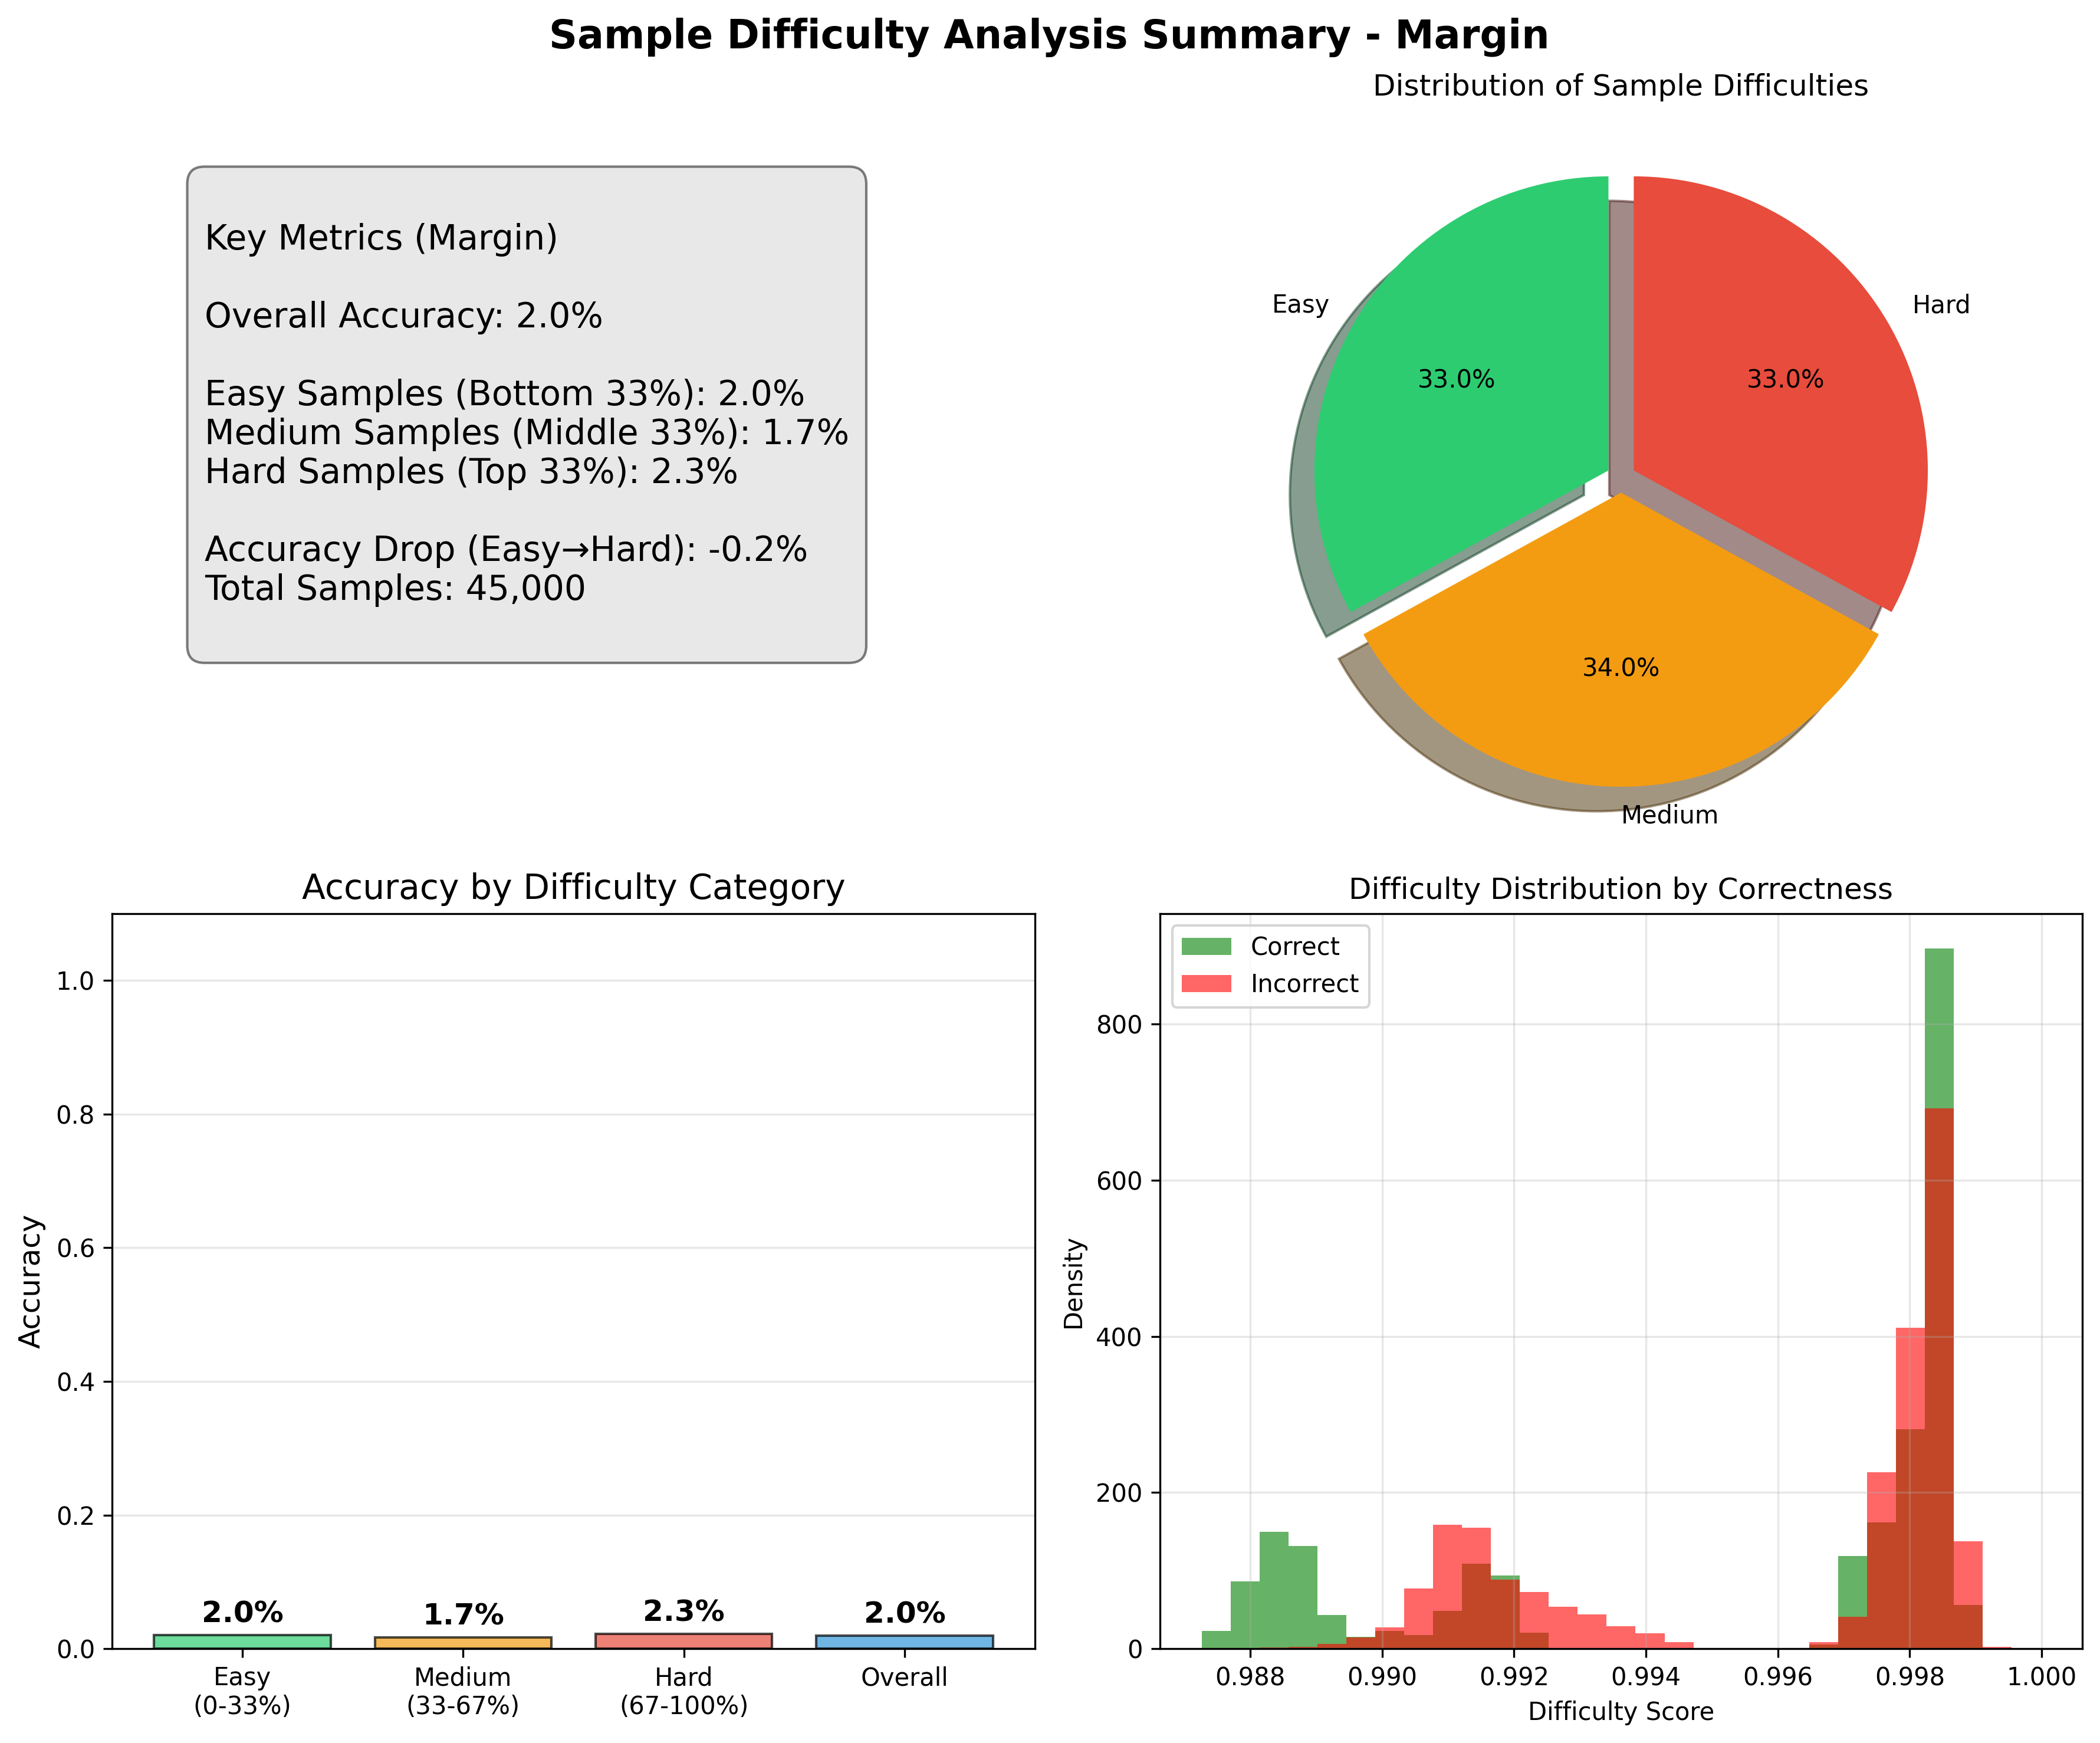 Sample Difficulty Analysis Summary - Margin
Key Metrics (Margin)
Overall Accuracy: 2.0%
Easy Samples (Bottom 33%): 2.0%
Medium Samples (Middle 33%): 1.7%
Hard Samples (Top 33%): 2.3%
Accuracy Drop (Easy→Hard): -0.2%
Total Samples: 45,000
Distribution of Sample Difficulties
Easy
Hard
33.0%
33.0%
34.0%
Medium
Accuracy by Difficulty Category
Accuracy
1.0
0.8
0.6
0.4
0.2
0.0
2.0%
1.7%
2.3%
2.0%
Easy
(0-33%)
Medium
(33-67%)
Hard
(67-100%)
Overall
Difficulty Distribution by Correctness
Correct
Incorrect
Density
800
600
400
200
0
0.988
0.990
0.992
0.994
0.996
0.998
1.000
Difficulty Score